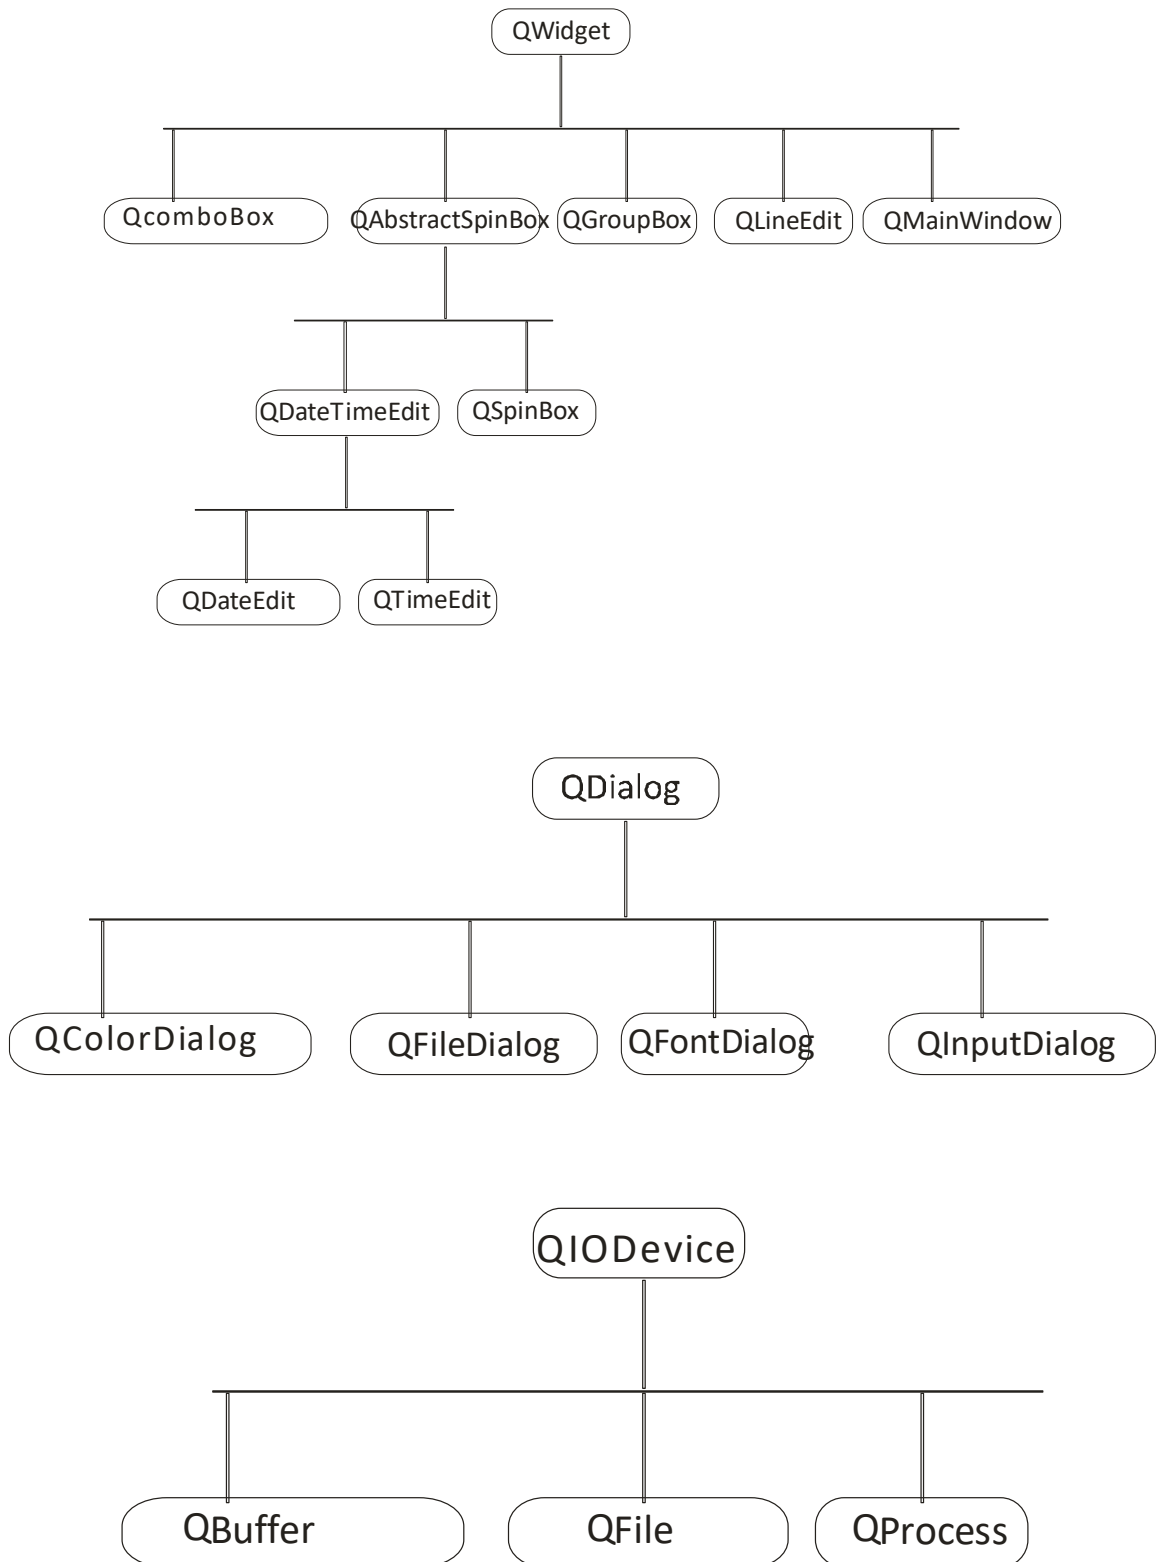 QWidget
QcomboBox QAbstractSpinBox QGroupBox QLineEdit QMainWindow
QDateTimeEdit QSpinBox
QDateEdit QTimeEdit
QDialog
QColorDialog QFileDialog QFontDialog QInputDialog
QIODevice
QBuffer QFile QProcess